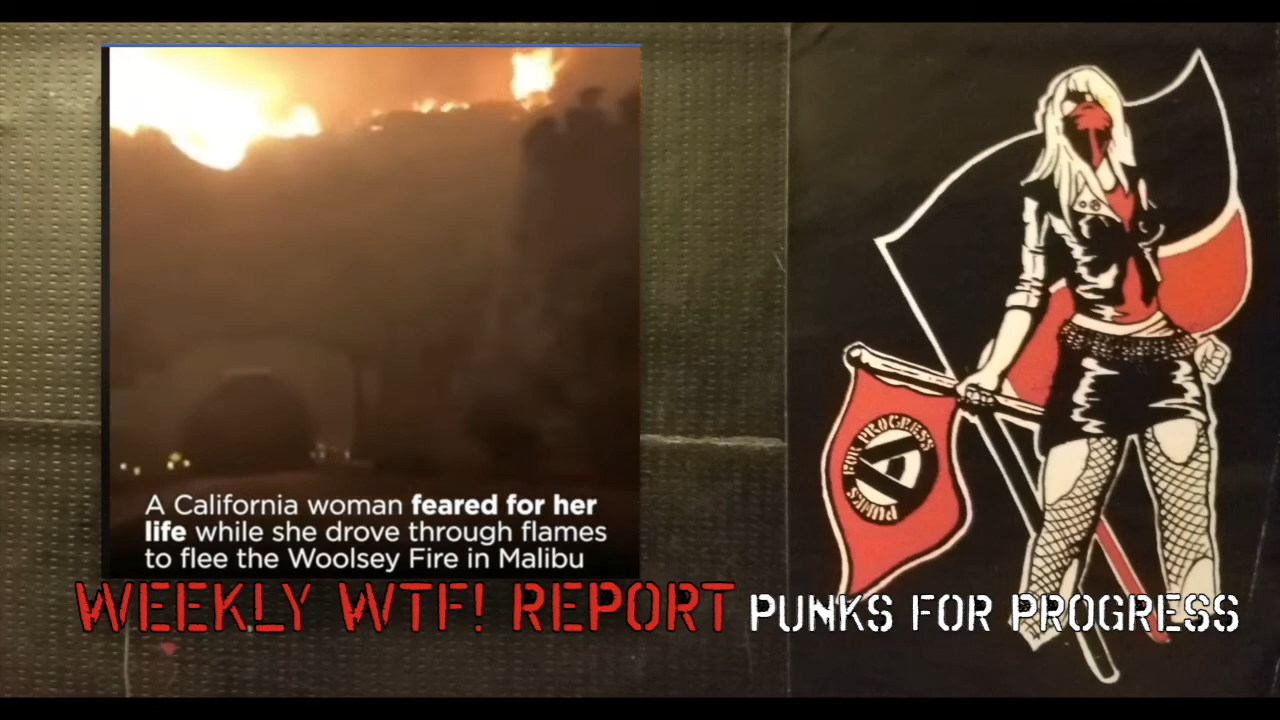 A California woman feared for her
life while she drove through flames
to flee the Woolsey Fire in Malibu
WEEKLY WTF! REPORT
PUNKS FOR PROGRESS
PUNKS FOR PROGRESS